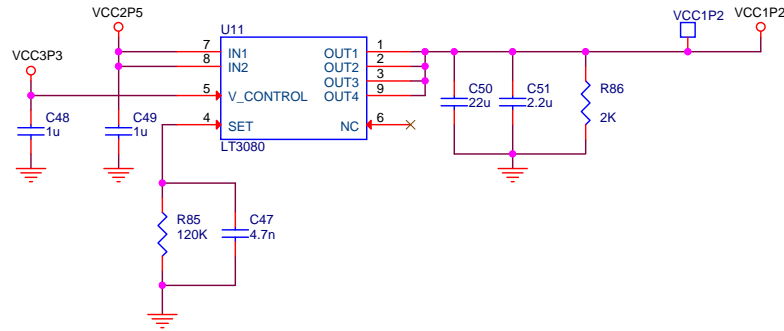 VCC2P5
U11
VCC1P2
VCC1P2
VCC3P3
7
IN1
OUT1
1
8
IN2
OUT2
2
OUT3
3
5
V_CONTROL
OUT4
9
4
SET
NC
6
LT3080
C48
1u
C49
1u
C50
22u
C51
2.2u
R86
2K
R85
120K
C47
4.7n